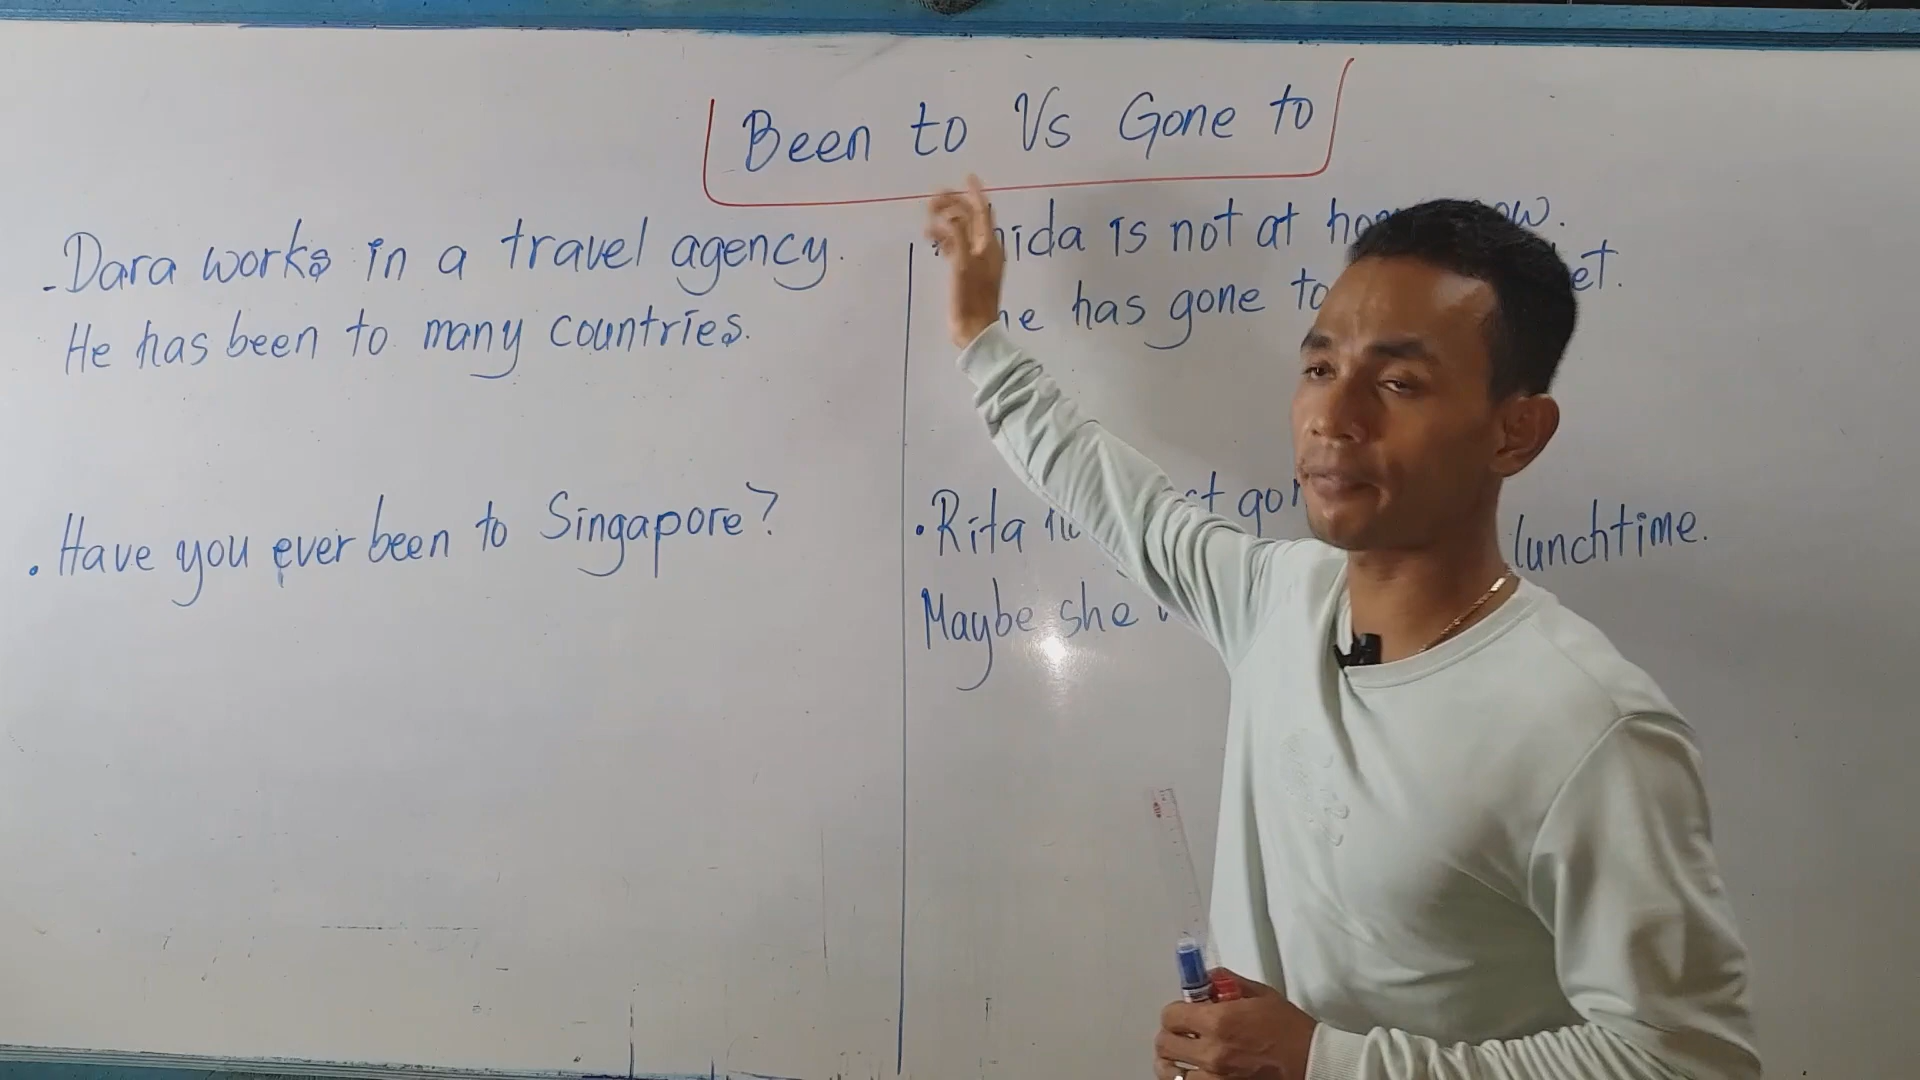 Been to Vs Gone to
- Dara works in a travel agency.
He has been to many countries.
. Have you ever been to Singapore?
is not at
has gone to
. Rita lunchtime.
Maybe she